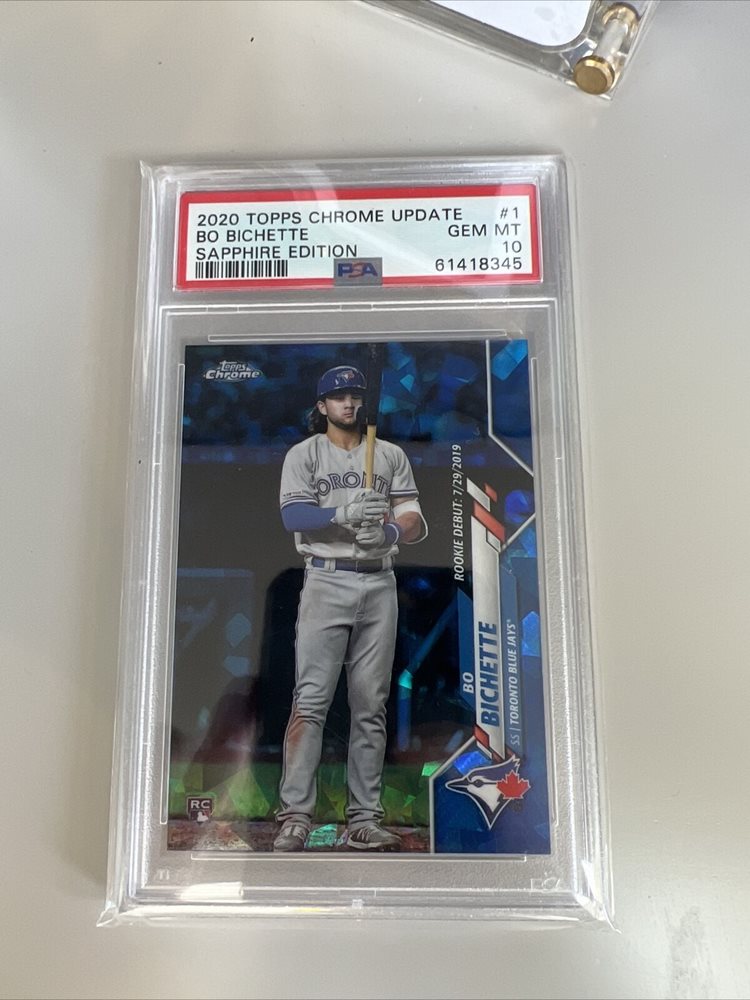 2020 TOPPS CHROME UPDATE #1
BO BICHETTE GEM MT
SAPPHIRE EDITION 10
PSA 61418345
Topps
Chrome
TORONTO
ROOKIE DEBUT: 7/29/2019
BO
BICHETTE
SS | TORONTO BLUE JAYS
RC